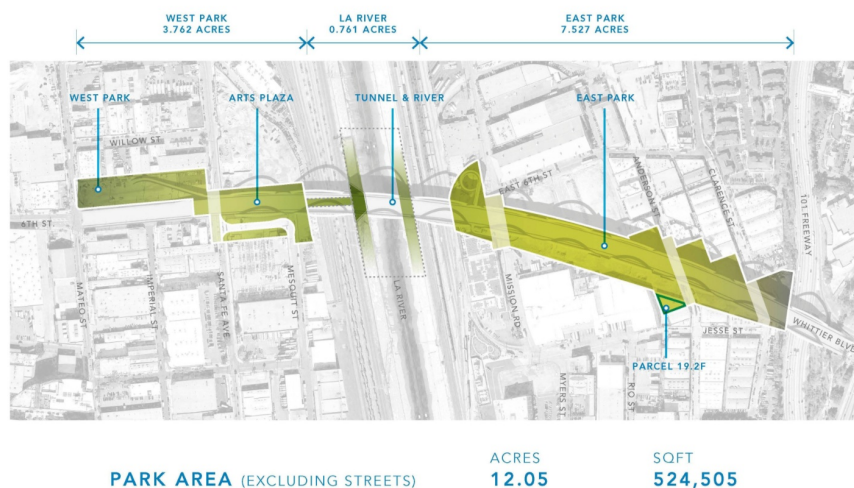 WEST PARK
3.762 ACRES
LA RIVER
0.761 ACRES
EAST PARK
7.527 ACRES
WEST PARK
ARTS PLAZA
TUNNEL & RIVER
EAST PARK
WILLOW ST
EAST 6TH ST
ANDERSON ST
CLARENCE ST
101 FREEWAY
6TH ST
MATEO ST
IMPERIAL ST
SANTA FE AVE
MESQUIT ST
LA RIVER
MISSION RD
JESSE ST
WHITTIER BLVD
PARCEL 19.2F
MYERS ST
RIO ST
PARK AREA (EXCLUDING STREETS)
ACRES
12.05
SQFT
524,505